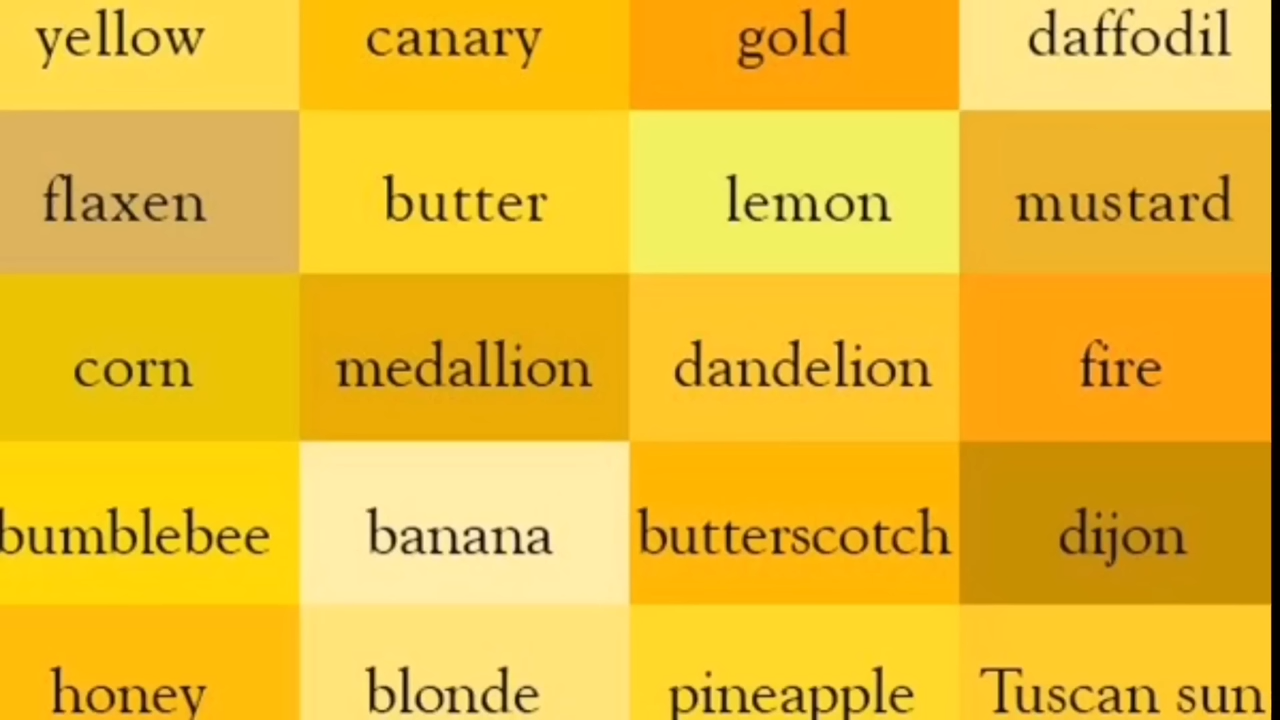 yellow canary gold daffodil
flaxen butter lemon mustard
corn medallion dandelion fire
bumblebee banana butterscotch dijon
honey blonde pineapple Tuscan sun